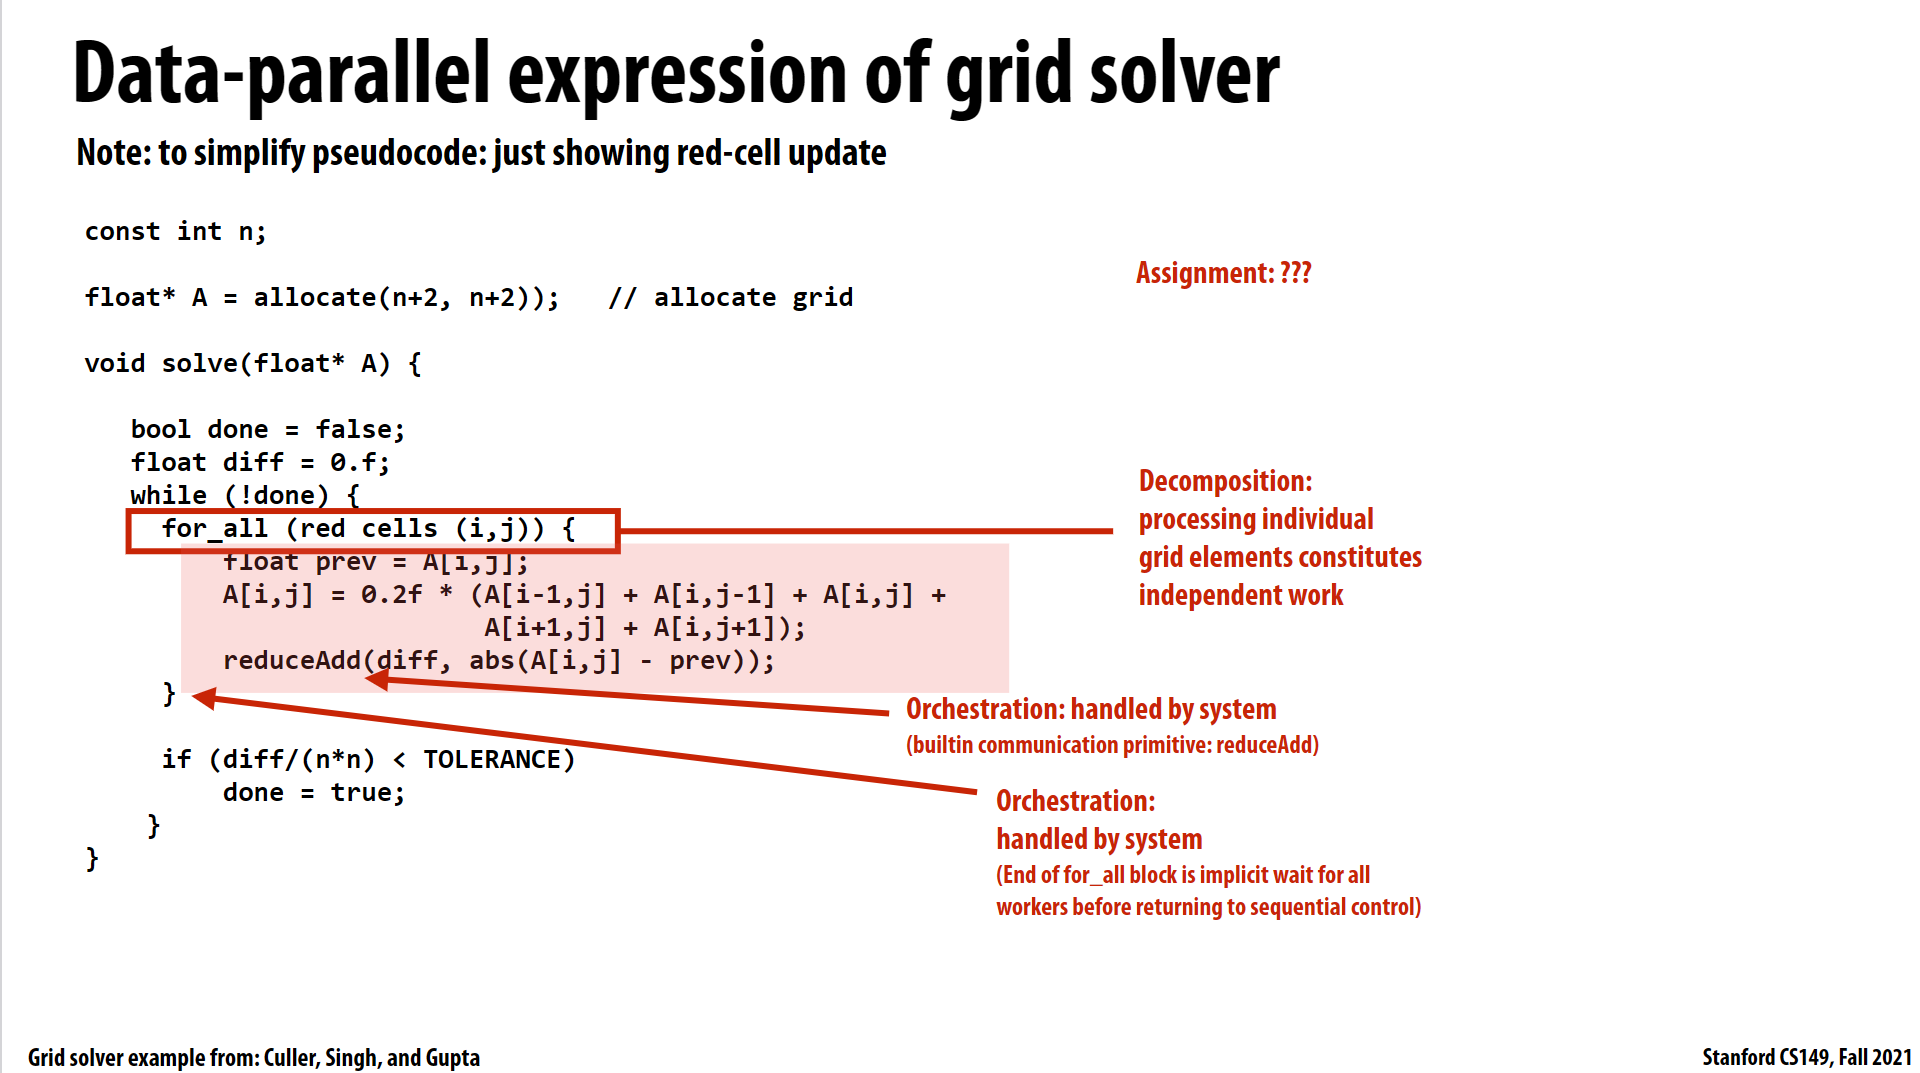 Data-parallel expression of grid solver
Note: to simplify pseudocode: just showing red-cell update
const int n;
float* A = allocate(n+2, n+2));   // allocate grid
void solve(float* A) {
bool done = false;
float diff = 0.f;
while (!done) {
for_all (red cells (i,j)) {
float prev = A[i,j];
A[i,j] = 0.2f * (A[i-1,j] + A[i,j-1] + A[i,j] +
A[i+1,j] + A[i,j+1]);
reduceAdd(diff, abs(A[i,j] - prev));
}
if (diff/(n*n) < TOLERANCE)
done = true;
}
}
Assignment: ???
Decomposition:
processing individual
grid elements constitutes
independent work
Orchestration: handled by system
(builtin communication primitive: reduceAdd)
Orchestration:
handled by system
(End of for_all block is implicit wait for all
workers before returning to sequential control)
Grid solver example from: Culler, Singh, and Gupta
Stanford CS149, Fall 2021